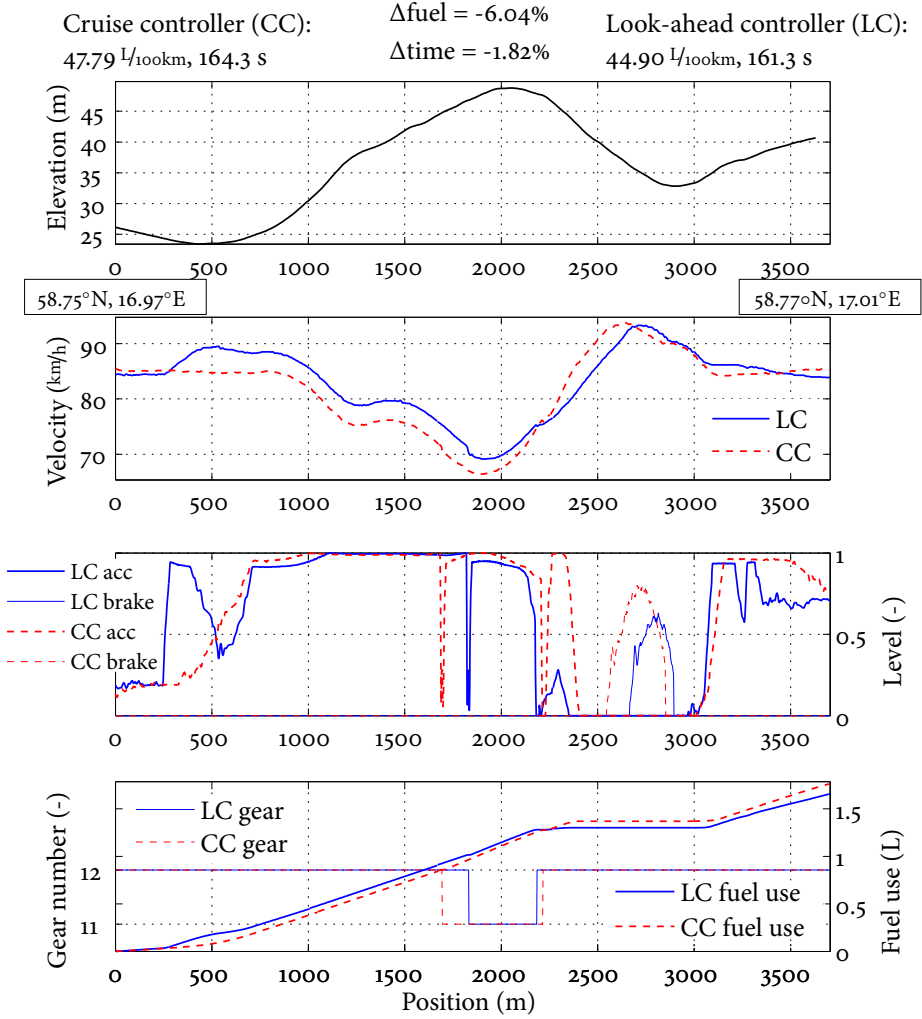 Cruise controller (CC):
47.79 L/100km, 164.3 s
Δfuel = -6.04%
Δtime = -1.82%
Look-ahead controller (LC):
44.90 L/100km, 161.3 s
Elevation (m)
45
40
35
30
25
0 500 1000 1500 2000 2500 3000 3500
58.75°N, 16.97°E
58.77°N, 17.01°E
Velocity (km/h)
90
80
70
LC
CC
0 500 1000 1500 2000 2500 3000 3500
LC acc
LC brake
CC acc
CC brake
1
0.5
0
Level (-)
0 500 1000 1500 2000 2500 3000 3500
Gear number (-)
12
11
LC gear
CC gear
LC fuel use
CC fuel use
1.5
1
0.5
0
Fuel use (L)
0 500 1000 1500 2000 2500 3000 3500
Position (m)